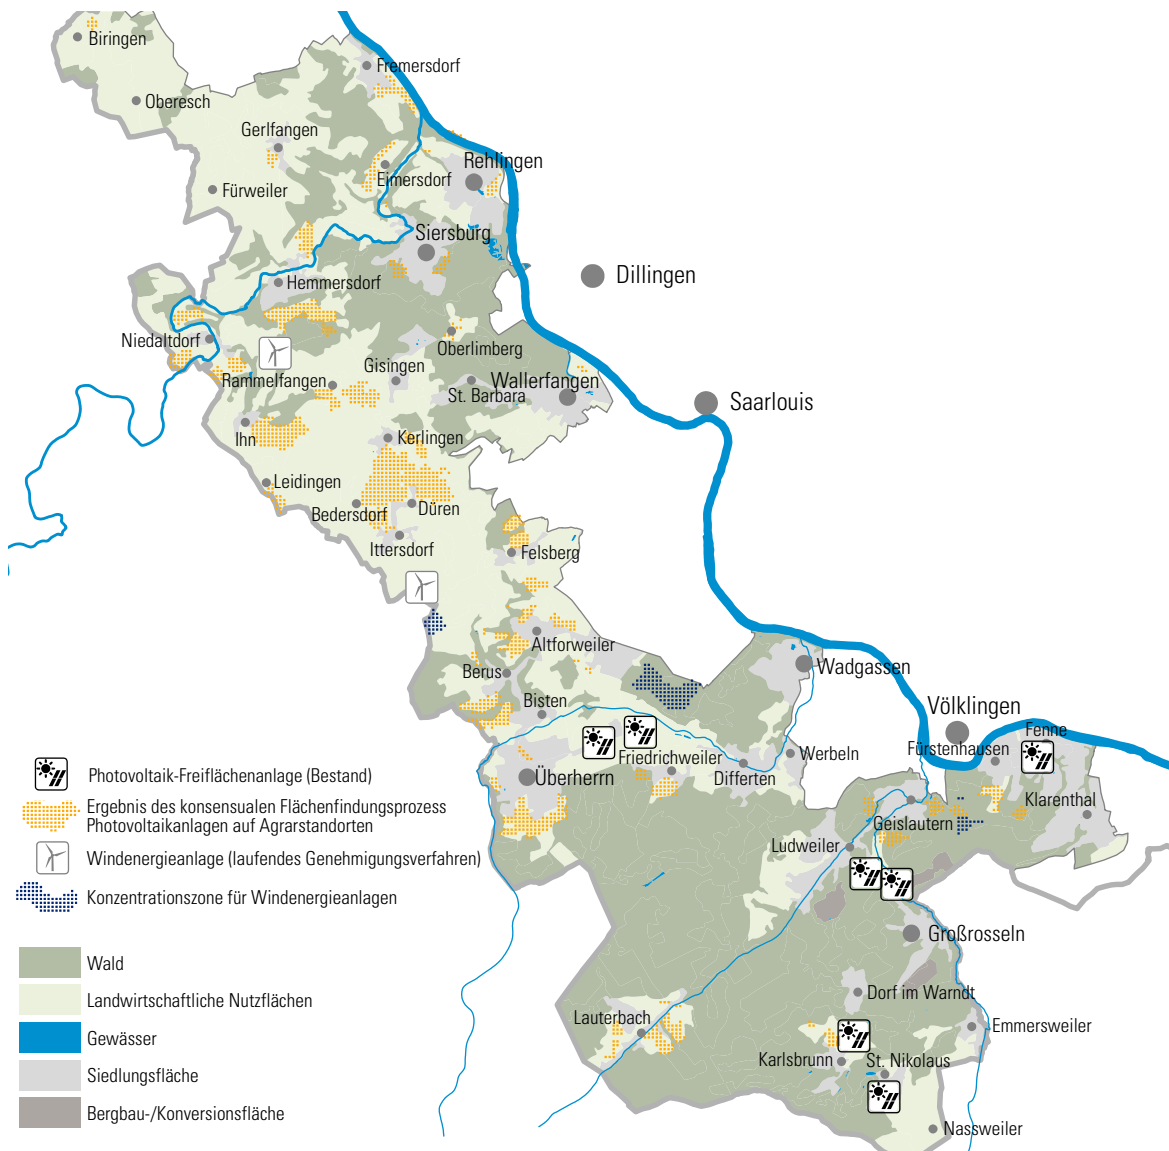 Biringen
Fremersdorf
Oberesch
Gerlfangen
Rehlingen
Eimersdorf
Fürweiler
Siersburg
Dillingen
Hemmersdorf
Niedaltdorf
Oberlimberg
Gisingen
Rammelfangen
St. Barbara
Wallerfangen
Saarlouis
Ihn
Kerlingen
Leidingen
Bedersdorf
Düren
Ittersdorf
Felsberg
Altforweiler
Berus
Wadgassen
Bisten
Völklingen
Fenne
Fürstenhausen
Werbeln
Friedrichweiler
Differten
Überherrn
Klarenthal
Geislautern
Ludweiler
Großrosseln
Dorf im Warndt
Lauterbach
Emmersweiler
Karlsbrunn
St. Nikolaus
Nassweiler
Photovoltaik-Freiflächenanlage (Bestand)
Ergebnis des konsensualen Flächenfindungsprozess
Photovoltaikanlagen auf Agrarstandorten
Windenergieanlage (laufendes Genehmigungsverfahren)
Konzentrationszone für Windenergieanlagen
Wald
Landwirtschaftliche Nutzflächen
Gewässer
Siedlungsfläche
Bergbau-/Konversionsfläche